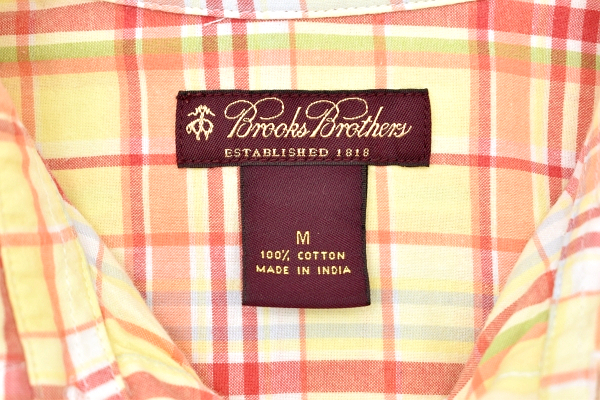 Brooks Brothers
ESTABLISHED 1818
M
100% COTTON
MADE IN INDIA